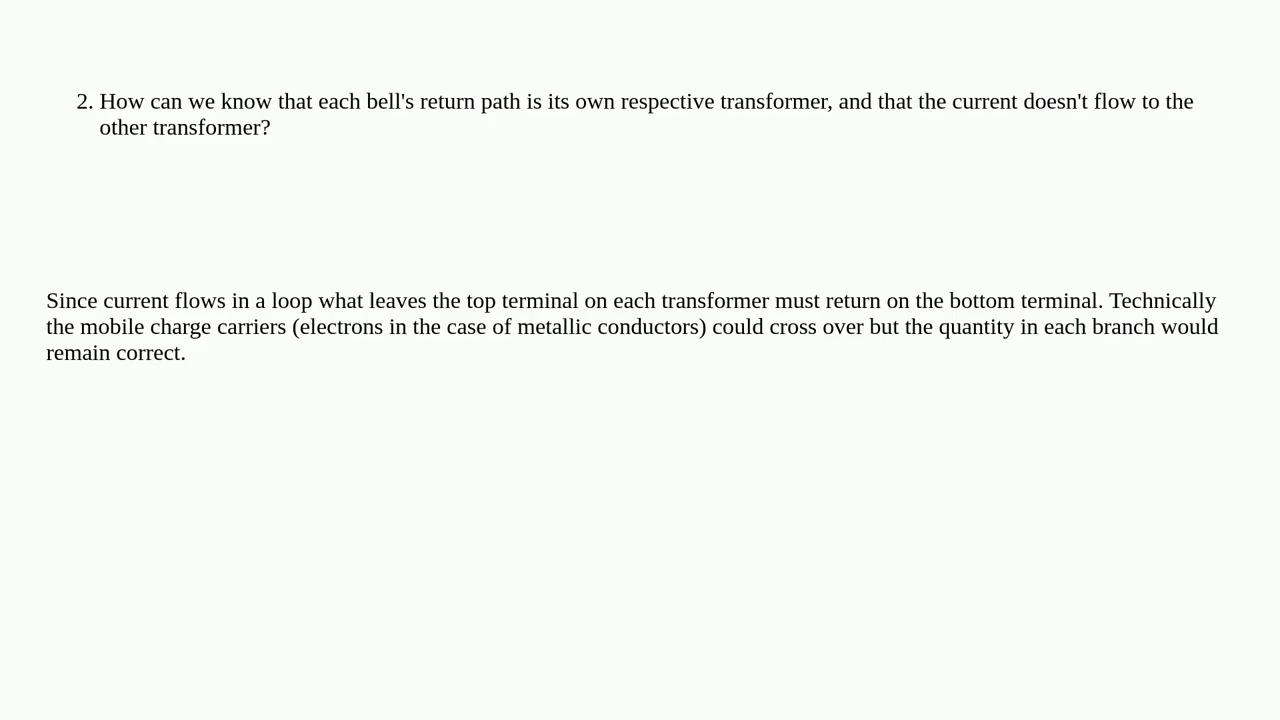 2. How can we know that each bell's return path is its own respective transformer, and that the current doesn't flow to the
other transformer?
Since current flows in a loop what leaves the top terminal on each transformer must return on the bottom terminal. Technically
the mobile charge carriers (electrons in the case of metallic conductors) could cross over but the quantity in each branch would
remain correct.